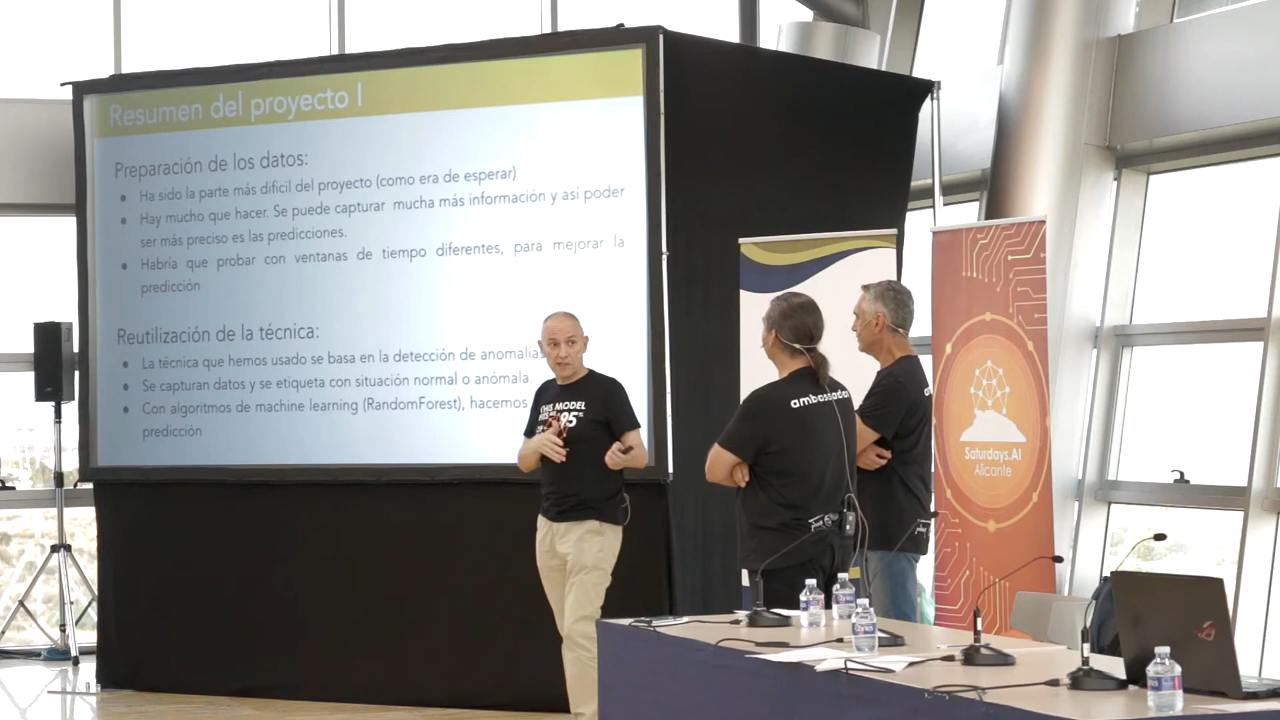 Resumen del proyecto I
Preparación de los datos:
Ha sido la parte más difícil del proyecto (como era de esperar)
Hay mucho que hacer. Se puede capturar mucha más información y así poder
ser más preciso es las predicciones.
Habría que probar con ventanas de tiempo diferentes, para mejorar la
predicción
Reutilización de la técnica:
La técnica que hemos usado se basa en la detección de anomalías
Se capturan datos y se etiqueta con situación normal o anómala.
Con algoritmos de machine learning (RandomForest), hacemos
predicción
THIS MODEL
95
ambassador
Saturdays.AI
Alicante